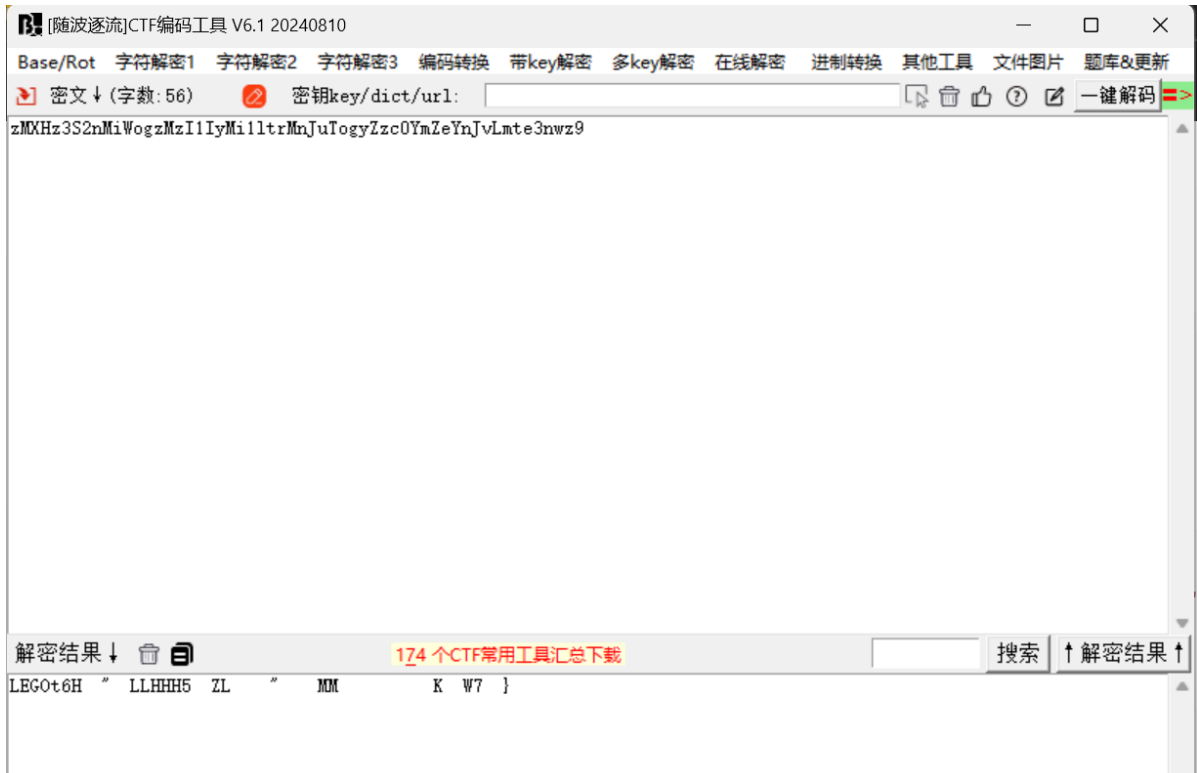 [随波逐流]CTF编码工具 V6.1 20240810
Base/Rot 字符解密1 字符解密2 字符解密3 编码转换 带key解密 多key解密 在线解密 进制转换 其他工具 文件图片 题库&更新
密文↓(字数:56) 密钥key/dict/url: 一键解码 =>
zMXHz3S2nMiWogzMzI1IyMi1ltrMnJuTogyZzc0YmZeYnJvLmte3nwz9
解密结果↓ 174 个CTF常用工具汇总下载 搜索 ↑解密结果↑
LEGOt6H " LLHHH5 ZL " MM K W7 }